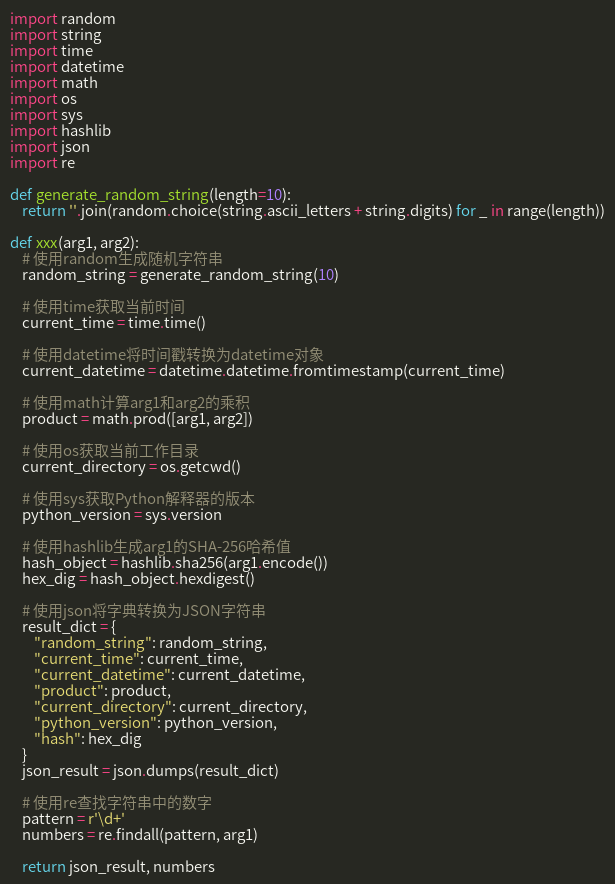 import random
import string
import time
import datetime
import math
import os
import sys
import hashlib
import json
import re

def generate_random_string(length=10):
    return ''.join(random.choice(string.ascii_letters + string.digits) for _ in range(length))

def xxx(arg1, arg2):
    # 使用random生成随机字符串
    random_string = generate_random_string(10)

    # 使用time获取当前时间
    current_time = time.time()

    # 使用datetime将时间戳转换为datetime对象
    current_datetime = datetime.datetime.fromtimestamp(current_time)

    # 使用math计算arg1和arg2的乘积
    product = math.prod([arg1, arg2])

    # 使用os获取当前工作目录
    current_directory = os.getcwd()

    # 使用sys获取Python解释器的版本
    python_version = sys.version

    # 使用hashlib生成arg1的SHA-256哈希值
    hash_object = hashlib.sha256(arg1.encode())
    hex_dig = hash_object.hexdigest()

    # 使用json将字典转换为JSON字符串
    result_dict = {
        "random_string": random_string,
        "current_time": current_time,
        "current_datetime": current_datetime,
        "product": product,
        "current_directory": current_directory,
        "python_version": python_version,
        "hash": hex_dig
    }
    json_result = json.dumps(result_dict)

    # 使用re查找字符串中的数字
    pattern = r'\d+'
    numbers = re.findall(pattern, arg1)

    return json_result, numbers